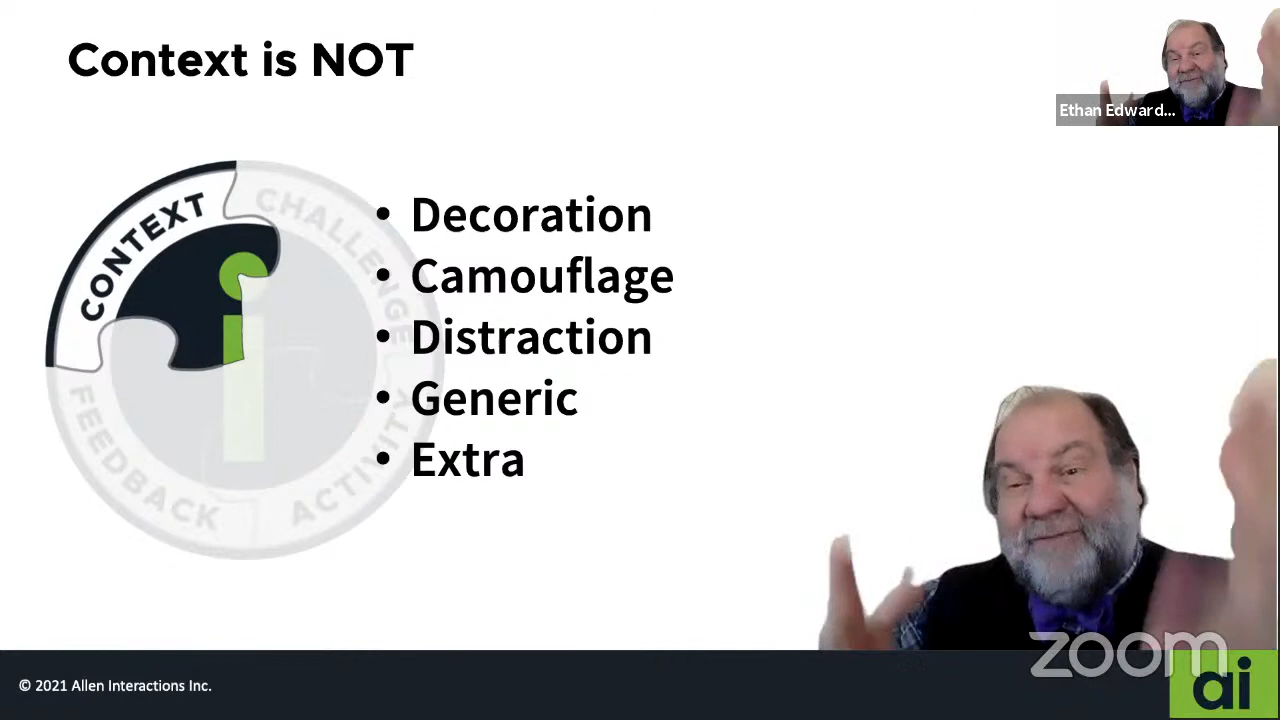 Context is NOT
Ethan Edward...
CONTEXT
CHALLENGE
FEEDBACK
ACTIVITY
i
• Decoration
• Camouflage
• Distraction
• Generic
• Extra
zoom
ai
© 2021 Allen Interactions Inc.